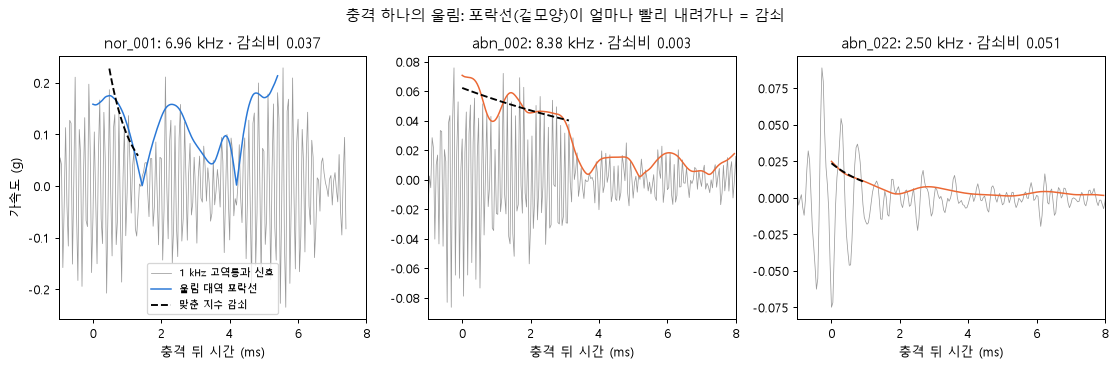 충격 하나의 울림: 포락선(겉모양)이 얼마나 빨리 내려가나 = 감쇠
nor_001: 6.96 kHz · 감쇠비 0.037
abn_002: 8.38 kHz · 감쇠비 0.003
abn_022: 2.50 kHz · 감쇠비 0.051
가속도 (g)
0.2
0.1
0.0
-0.1
-0.2
0.08
0.06
0.04
0.02
0.00
-0.02
-0.04
-0.06
-0.08
0.075
0.050
0.025
0.000
-0.025
-0.050
-0.075
1 kHz 고역통과 신호
울림 대역 포락선
맞춘 지수 감쇠
0 2 4 6 8
0 2 4 6 8
0 2 4 6 8
충격 뒤 시간 (ms)
충격 뒤 시간 (ms)
충격 뒤 시간 (ms)